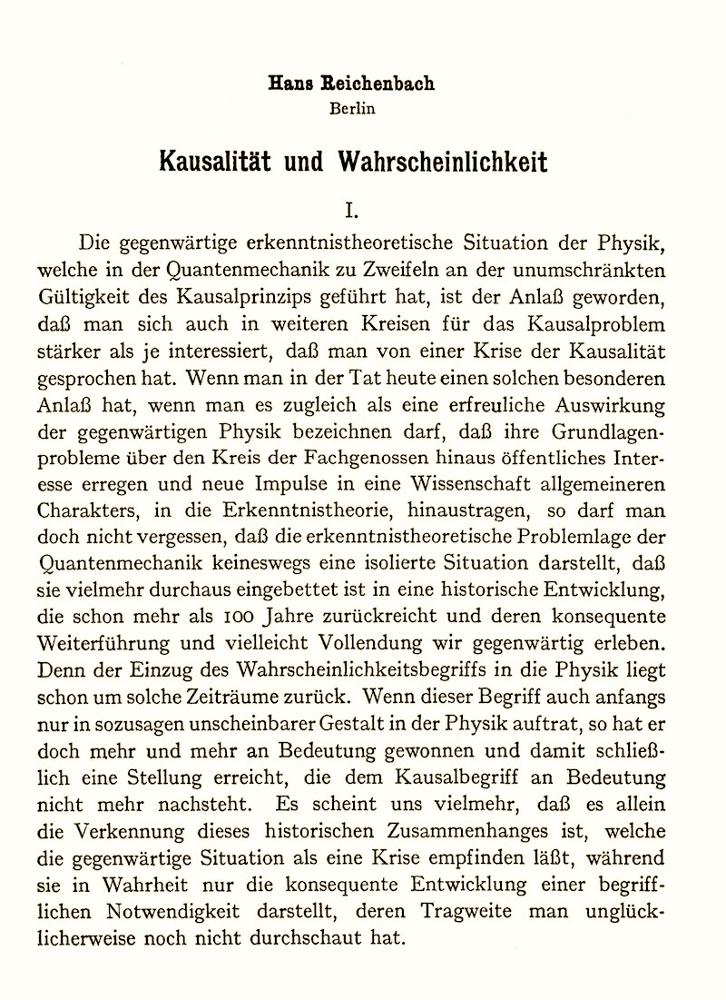 Hans Reichenbach
Berlin
Kausalität und Wahrscheinlichkeit
I.
Die gegenwärtige erkenntnistheoretische Situation der Physik,
welche in der Quantenmechanik zu Zweifeln an der unumschränkten
Gültigkeit des Kausalprinzips geführt hat, ist der Anlaß geworden,
daß man sich auch in weiteren Kreisen für das Kausalproblem
stärker als je interessiert, daß man von einer Krise der Kausalität
gesprochen hat. Wenn man in der Tat heute einen solchen besonderen
Anlaß hat, wenn man es zugleich als eine erfreuliche Auswirkung
der gegenwärtigen Physik bezeichnen darf, daß ihre Grundlagen-
probleme über den Kreis der Fachgenossen hinaus öffentliches Inter-
esse erregen und neue Impulse in eine Wissenschaft allgemeineren
Charakters, in die Erkenntnistheorie, hinaustragen, so darf man
doch nicht vergessen, daß die erkenntnistheoretische Problemlage der
Quantenmechanik keineswegs eine isolierte Situation darstellt, daß
sie vielmehr durchaus eingebettet ist in eine historische Entwicklung,
die schon mehr als 100 Jahre zurückreicht und deren konsequente
Weiterführung und vielleicht Vollendung wir gegenwärtig erleben.
Denn der Einzug des Wahrscheinlichkeitsbegriffs in die Physik liegt
schon um solche Zeiträume zurück. Wenn dieser Begriff auch anfangs
nur in sozusagen unscheinbarer Gestalt in der Physik auftrat, so hat er
doch mehr und mehr an Bedeutung gewonnen und damit schließ-
lich eine Stellung erreicht, die dem Kausalbegriff an Bedeutung
nicht mehr nachsteht. Es scheint uns vielmehr, daß es allein
die Verkennung dieses historischen Zusammenhanges ist, welche
die gegenwärtige Situation als eine Krise empfinden läßt, während
sie in Wahrheit nur die konsequente Entwicklung einer begriff-
lichen Notwendigkeit darstellt, deren Tragweite man unglück-
licherweise noch nicht durchschaut hat.